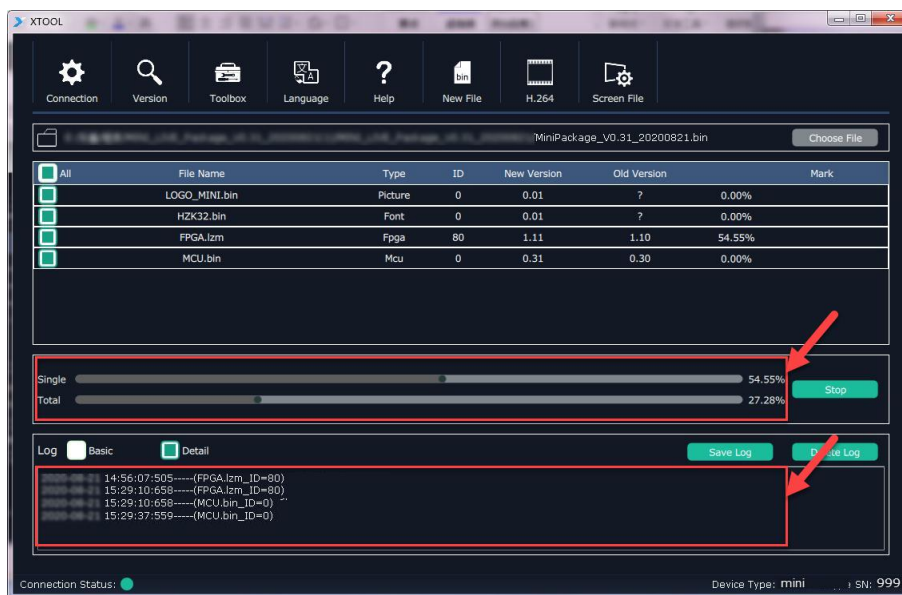 XTOOL
Connection Version Toolbox Language Help New File H.264 Screen File
bin
MiniPackage_V0.31_20200821.bin Choose File
All File Name Type ID New Version Old Version Mark
LOGO_MINI.bin Picture 0 0.01 ? 0.00%
HZK32.bin Font 0 0.01 ? 0.00%
FPGA.lzm Fpga 80 1.11 1.10 54.55%
MCU.bin Mcu 0 0.31 0.30 0.00%
Single 54.55%
Stop
Total 27.28%
Log Basic Detail Save Log Delete Log
14:56:07:505-----(FPGA.lzm_ID=80)
15:29:10:658-----(FPGA.lzm_ID=80)
15:29:10:658-----(MCU.bin_ID=0)
15:29:37:559-----(MCU.bin_ID=0)
Connection Status: Device Type: mini SN: 999